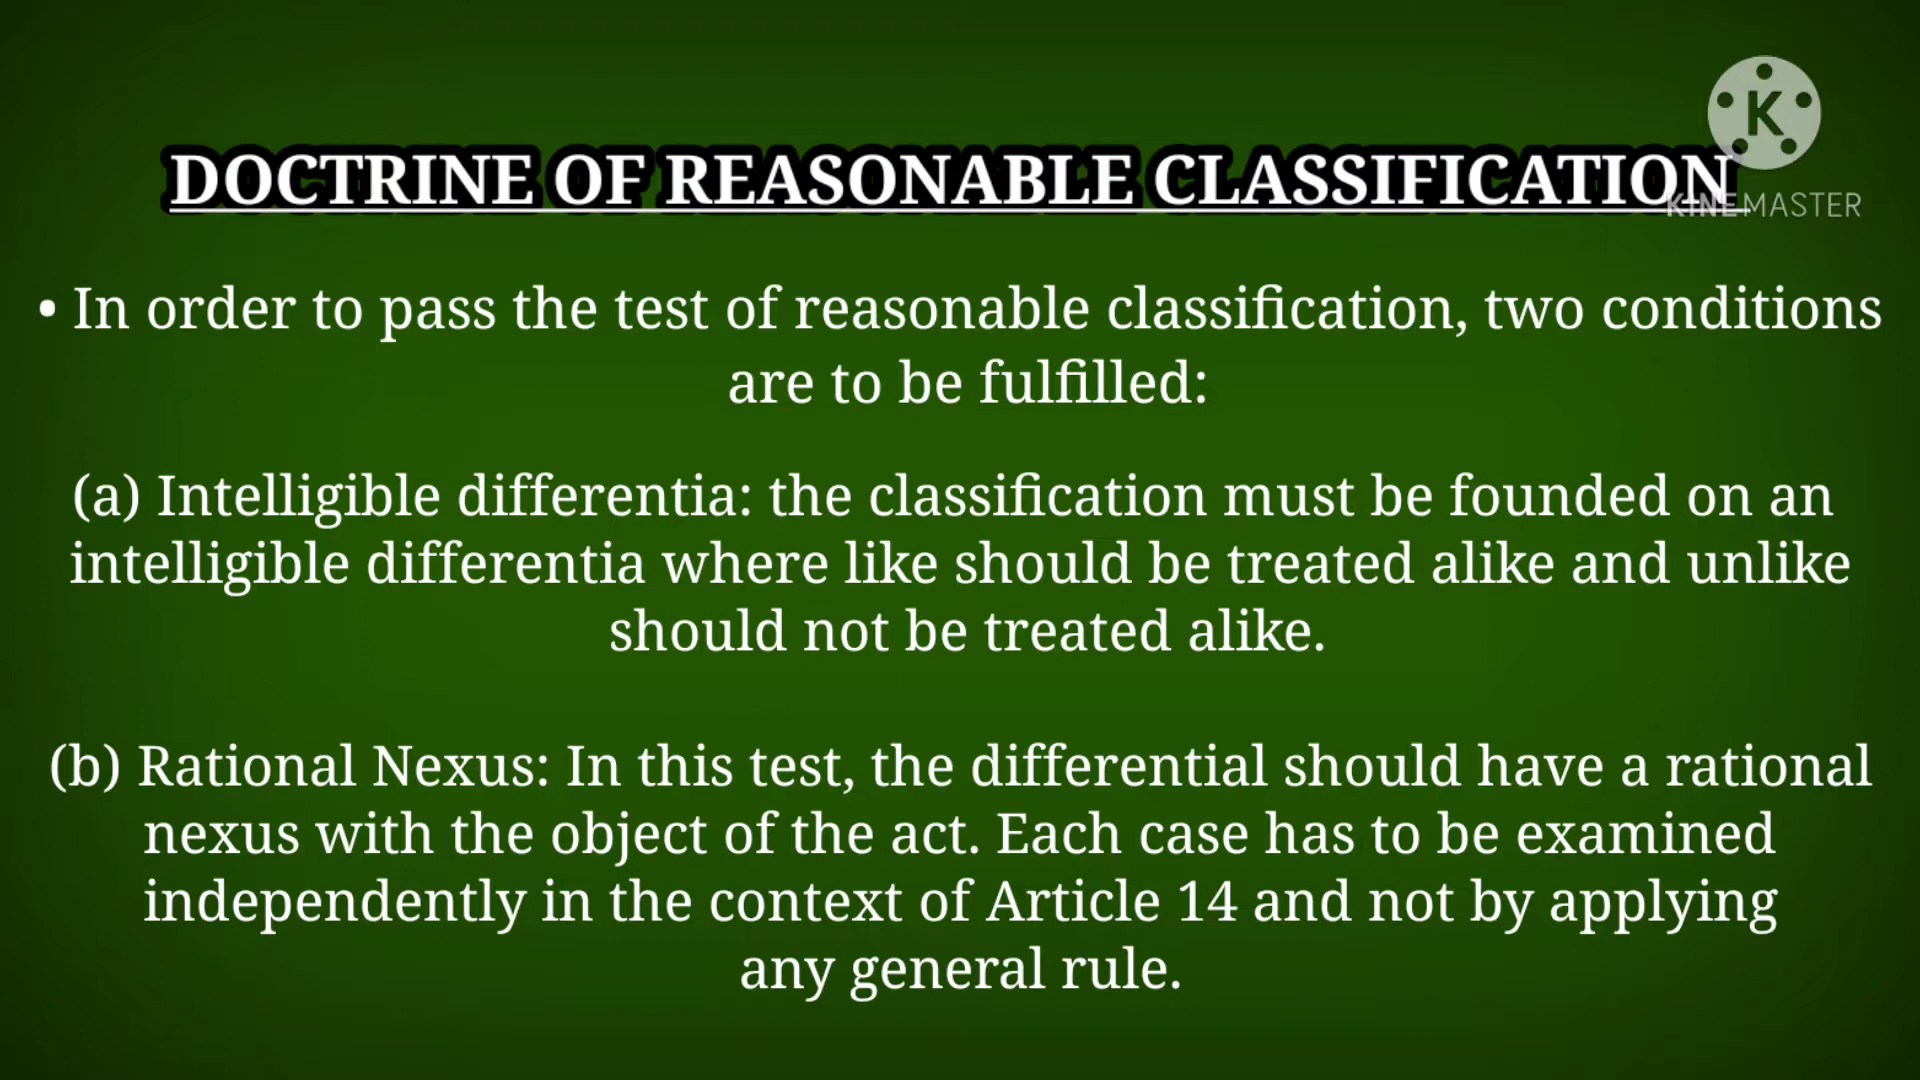 K
KINEMASTER
DOCTRINE OF REASONABLE CLASSIFICATION
• In order to pass the test of reasonable classification, two conditions
are to be fulfilled:
(a) Intelligible differentia: the classification must be founded on an
intelligible differentia where like should be treated alike and unlike
should not be treated alike.
(b) Rational Nexus: In this test, the differential should have a rational
nexus with the object of the act. Each case has to be examined
independently in the context of Article 14 and not by applying
any general rule.